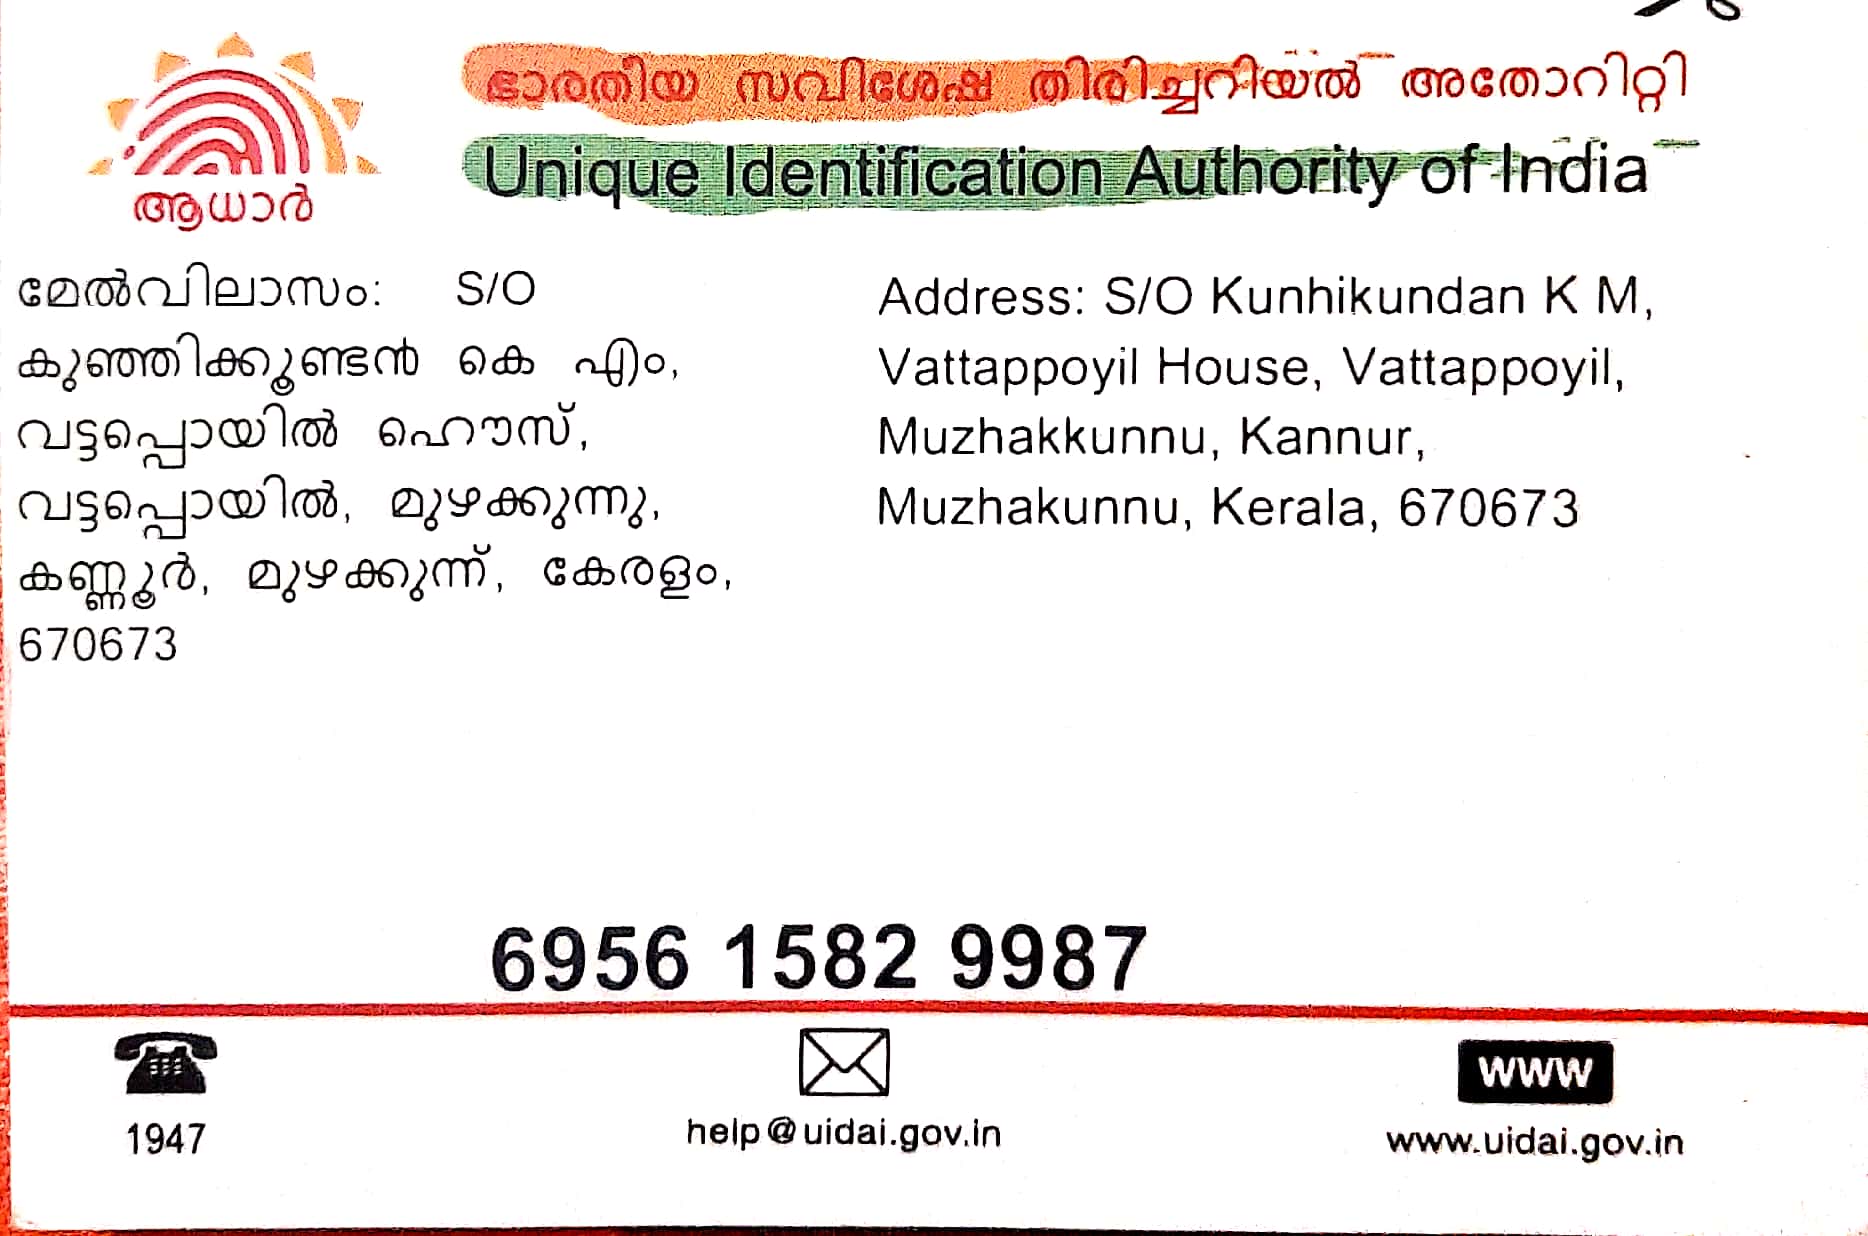 ആധാർ
ഭാരതിയ സവിശേഷ തിരിച്ചറിയൽ അതോറിറ്റി
Unique Identification Authority of India
മേൽവിലാസം: S/O
കുഞ്ഞിക്കൂണ്ടൻ കെ എം,
വട്ടപ്പൊയിൽ ഹൌസ്,
വട്ടപ്പൊയിൽ, മുഴക്കുന്നു,
കണ്ണൂർ, മുഴക്കുന്ന്, കേരളം,
670673
Address: S/O Kunhikundan K M,
Vattappoyil House, Vattappoyil,
Muzhakkunnu, Kannur,
Muzhakunnu, Kerala, 670673
6956 1582 9987
1947
help@uidai.gov.in
www
www.uidai.gov.in